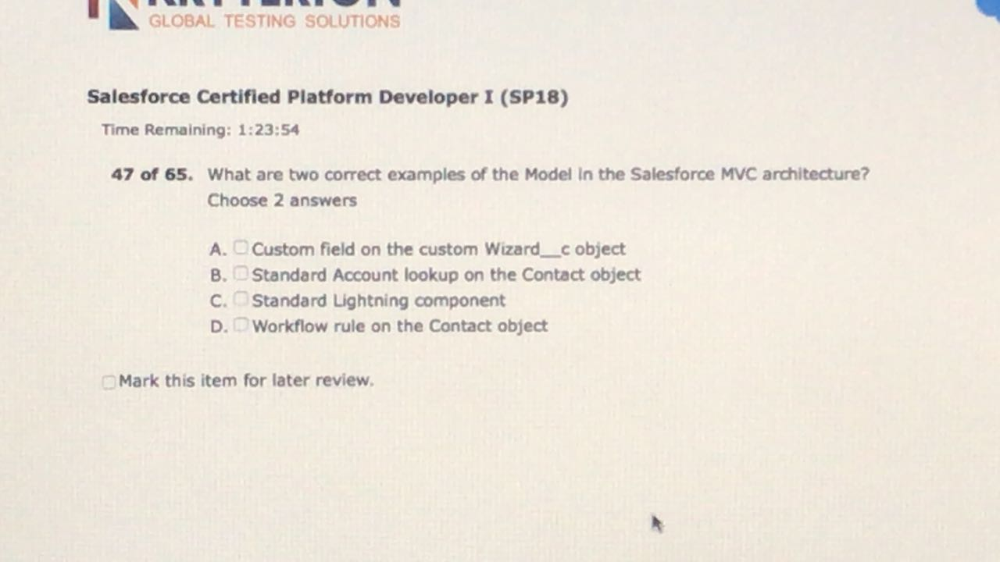 GLOBAL TESTING SOLUTIONS
Salesforce Certified Platform Developer I (SP18)
Time Remaining: 1:23:54
47 of 65. What are two correct examples of the Model in the Salesforce MVC architecture?
Choose 2 answers
A. Custom field on the custom Wizard__c object
B. Standard Account lookup on the Contact object
C. Standard Lightning component
D. Workflow rule on the Contact object
Mark this item for later review.